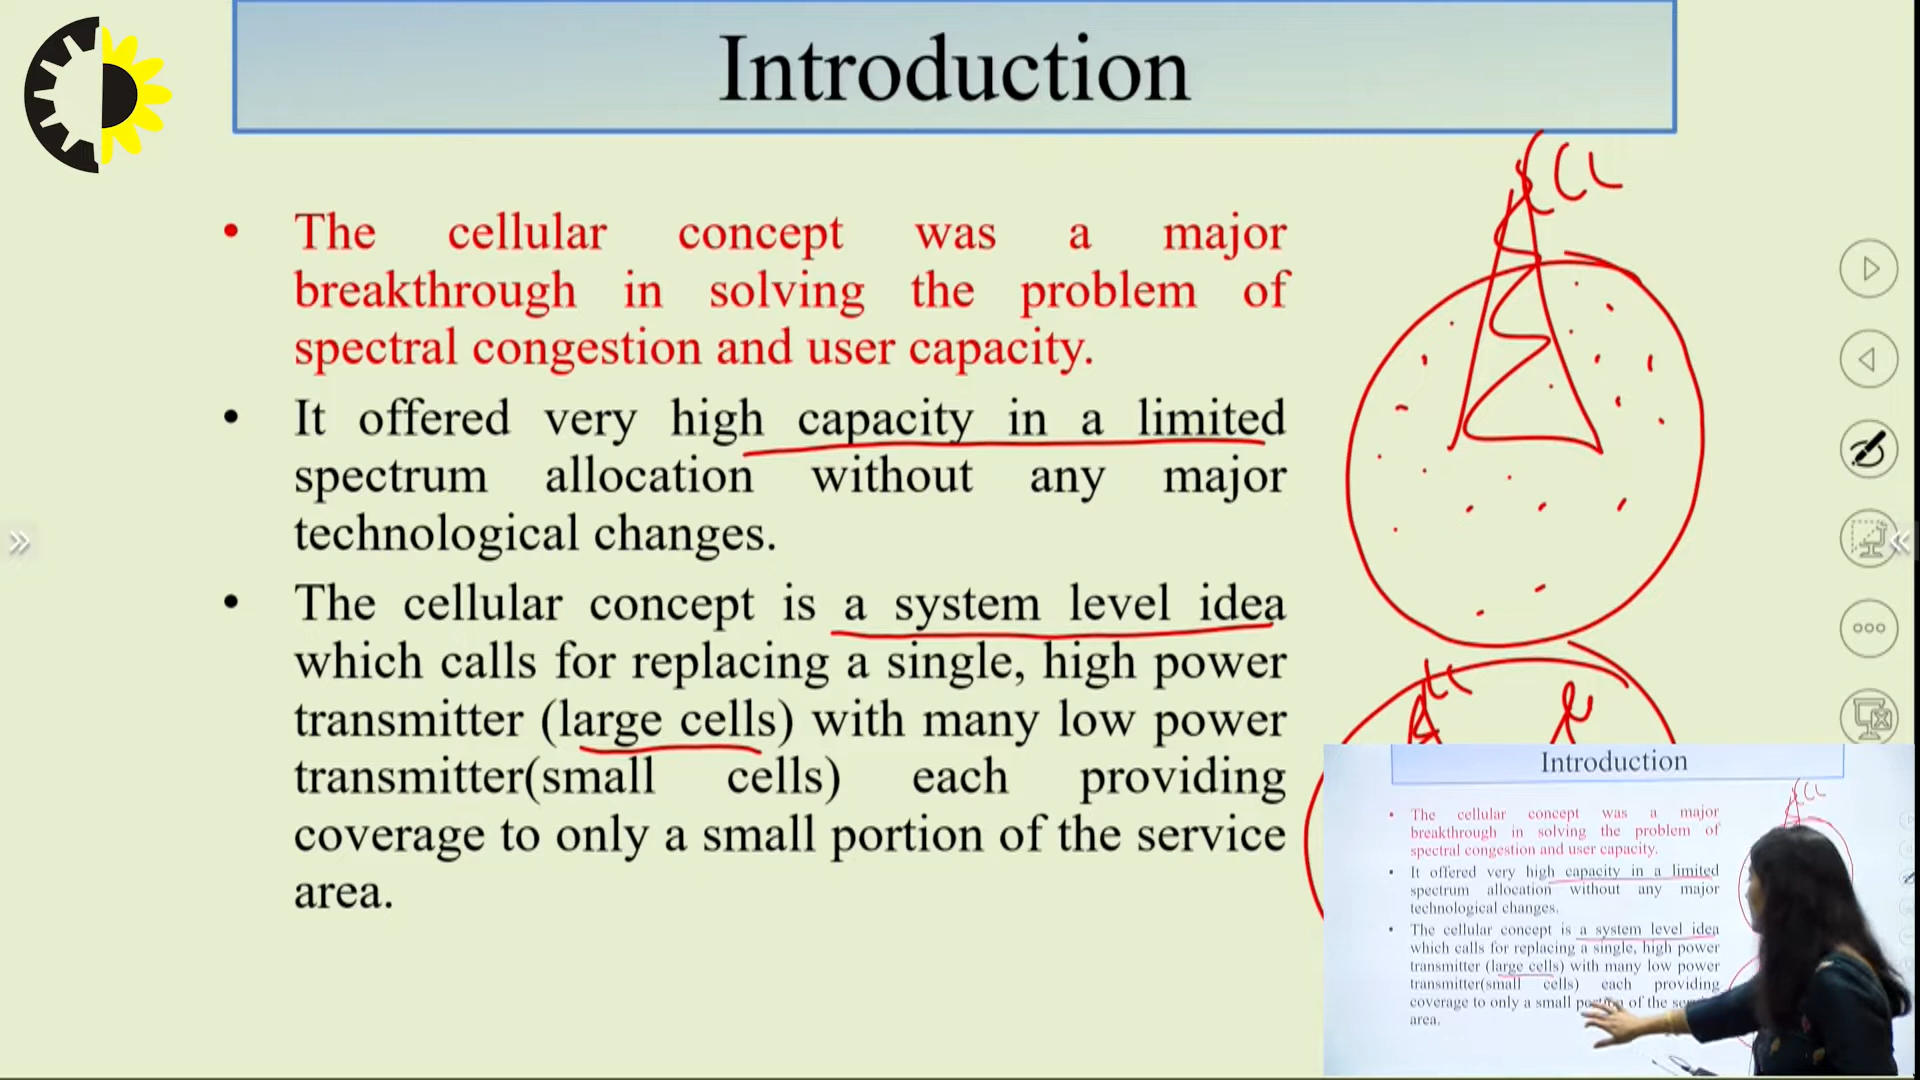 Introduction
• The cellular concept was a major
breakthrough in solving the problem of
spectral congestion and user capacity.
• It offered very high capacity in a limited
spectrum allocation without any major
technological changes.
• The cellular concept is a system level idea
which calls for replacing a single, high power
transmitter (large cells) with many low power
transmitter(small cells) each providing
coverage to only a small portion of the service
area.
Introduction
• The cellular concept was a major
breakthrough in solving the problem of
spectral congestion and user capacity.
• It offered very high capacity in a limited
spectrum allocation without any major
technological changes.
• The cellular concept is a system level idea
which calls for replacing a single, high power
transmitter (large cells) with many low power
transmitter(small cells) each providing
coverage to only a small of the
area.